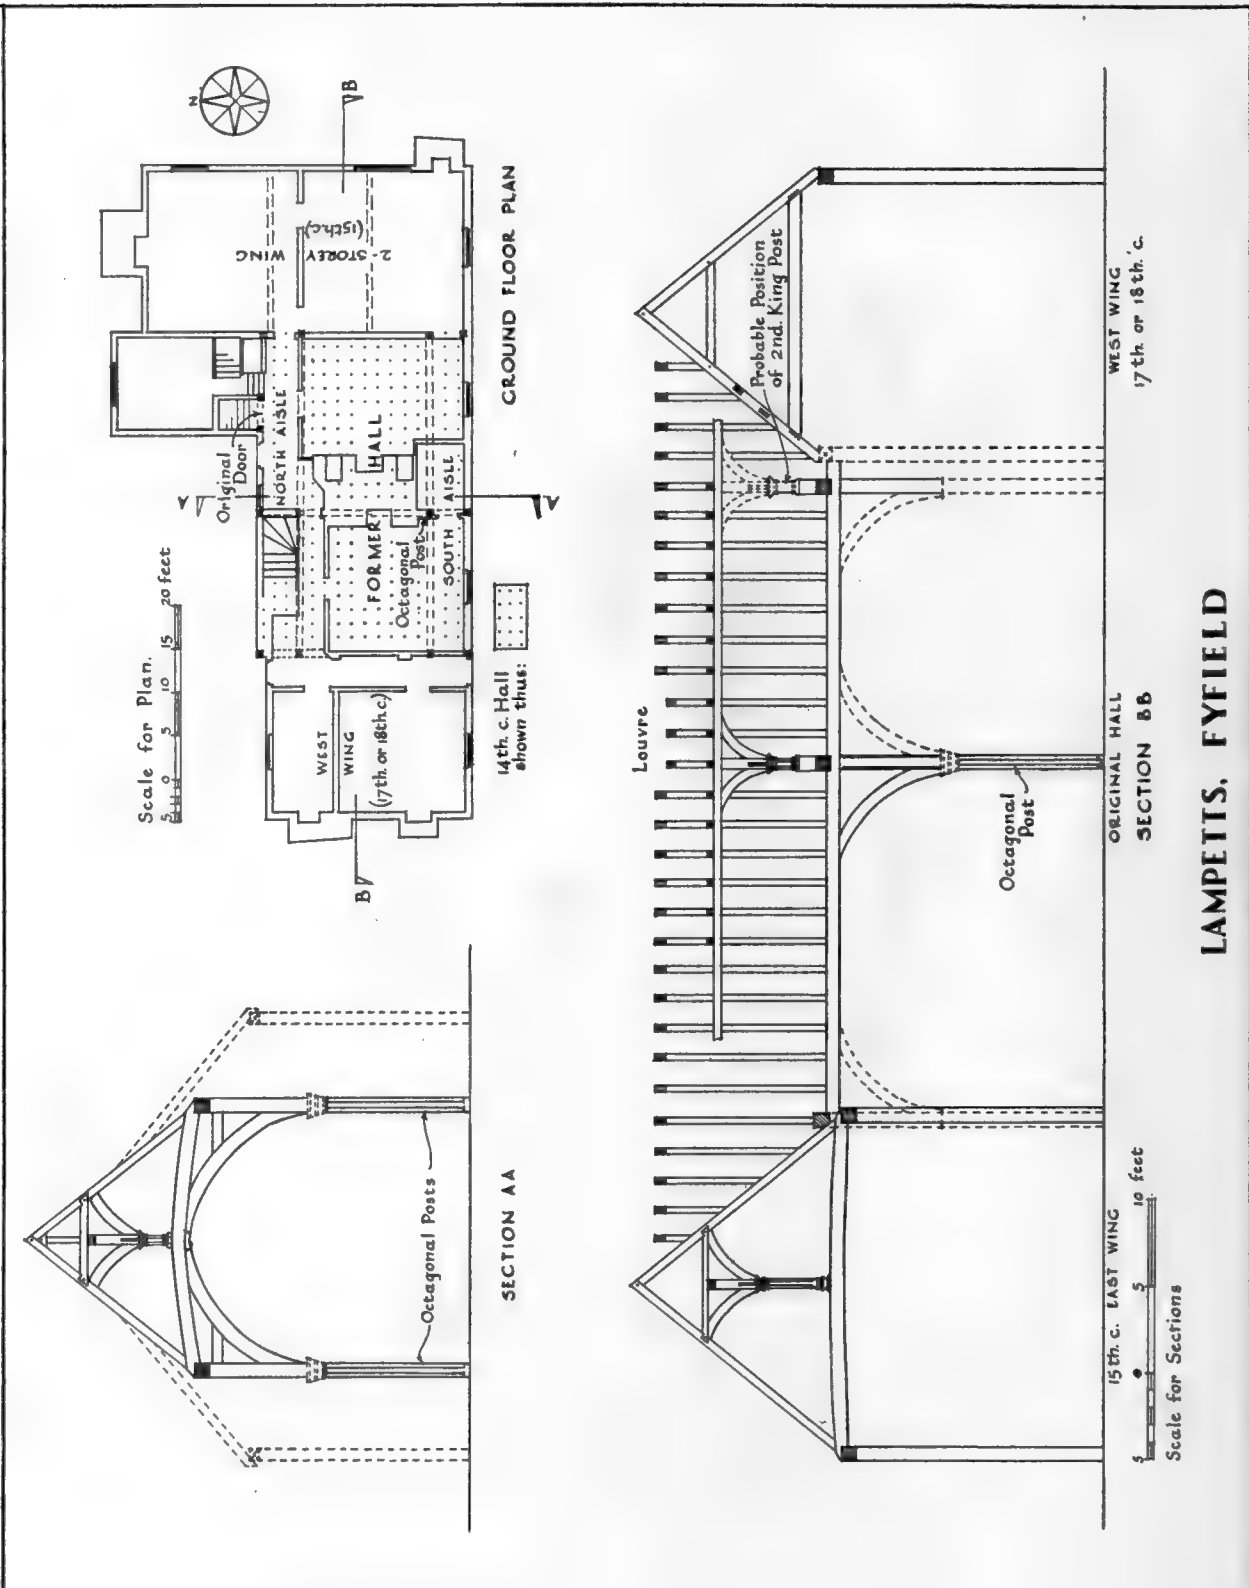 N
B
2-STOREY
WING
(15th.c)
GROUND FLOOR PLAN
Original
Door
NORTH AISLE
FORMER HALL
SOUTH AISLE
Octagonal
Post
A
A
WEST
WING
(17th. or 18th.c.)
B
14th. c. Hall
shown thus:
Scale for Plan.
5 0 5 10 15 20 feet
Octagonal Posts
SECTION AA
Louvre
Probable Position
of 2nd. King Post
Octagonal
Post
15th. c. EAST WING
ORIGINAL HALL
SECTION BB
WEST WING
17th. or 18th. c.
5 0 5 10 feet
Scale for Sections
LAMPETTS, FYFIELD